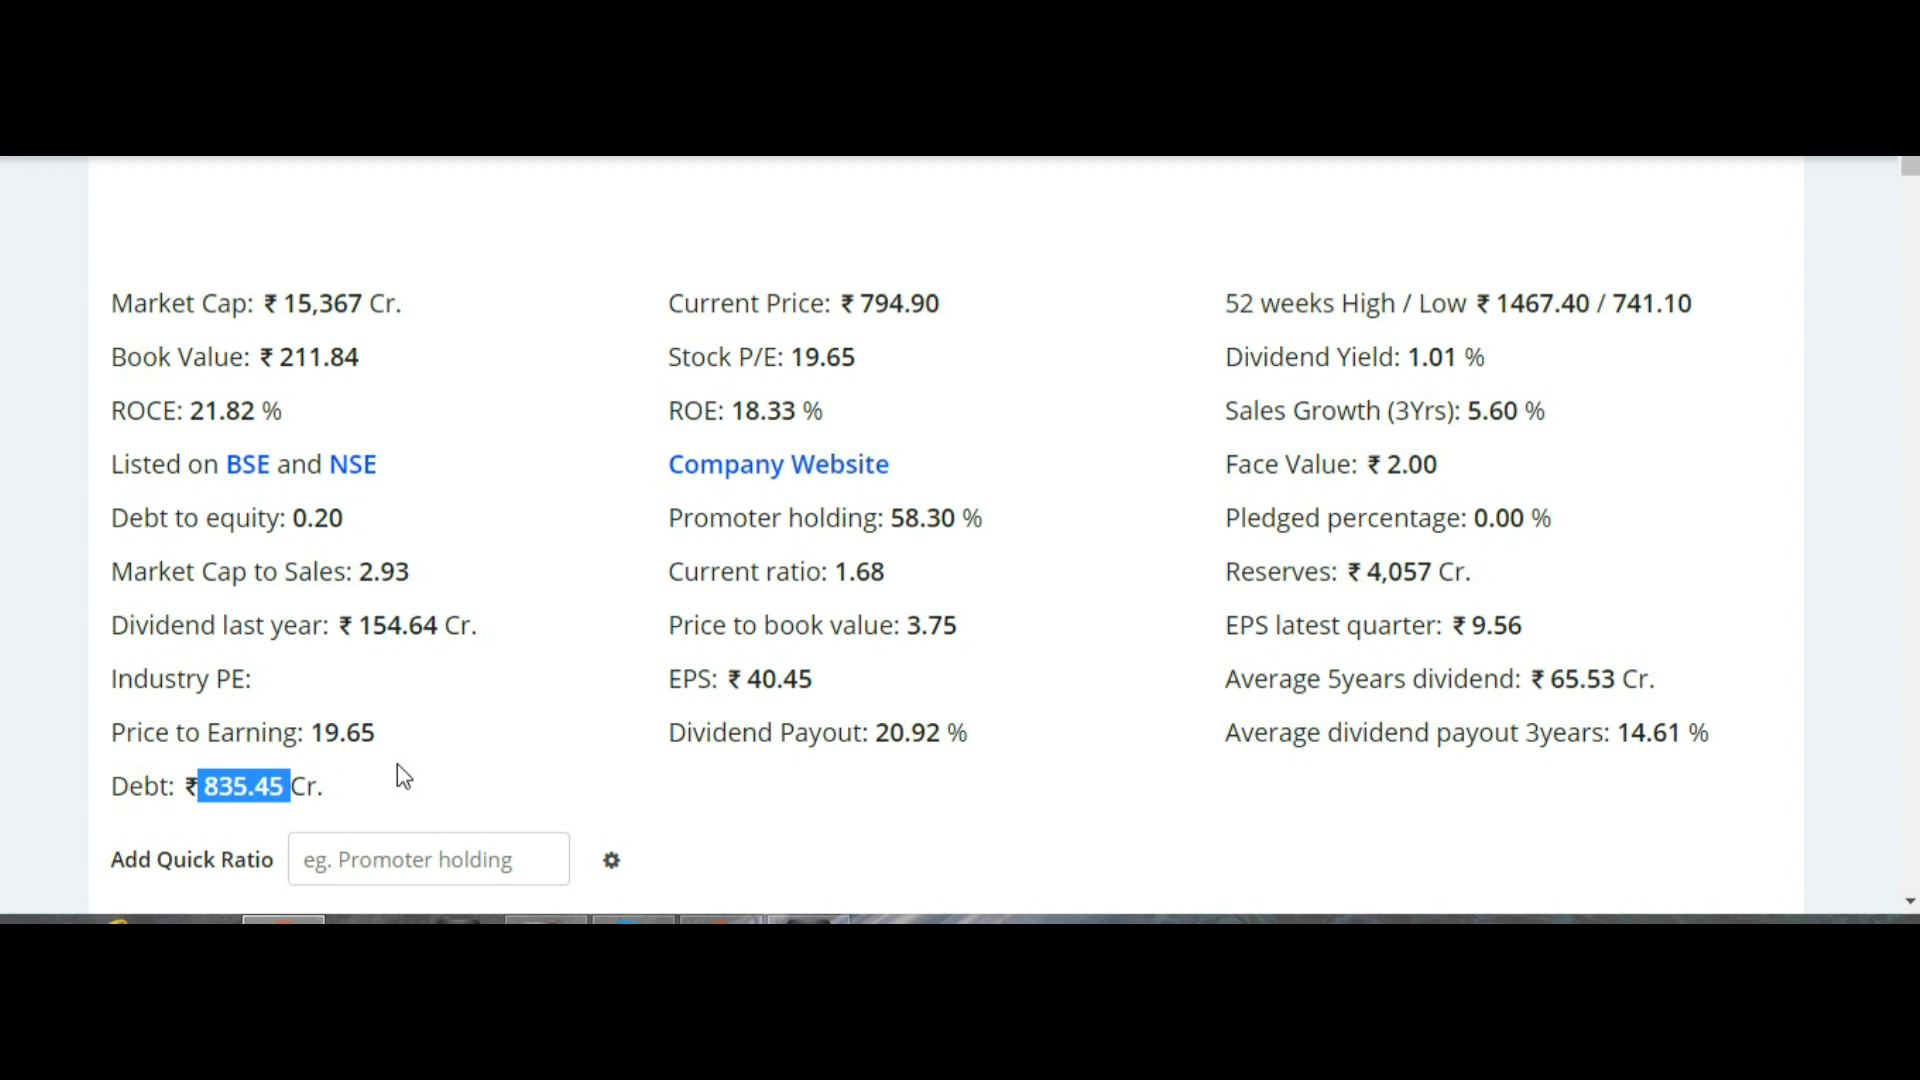 Market Cap: ₹ 15,367 Cr. Current Price: ₹ 794.90 52 weeks High / Low ₹ 1467.40 / 741.10
Book Value: ₹ 211.84 Stock P/E: 19.65 Dividend Yield: 1.01 %
ROCE: 21.82 % ROE: 18.33 % Sales Growth (3Yrs): 5.60 %
Listed on BSE and NSE Company Website Face Value: ₹ 2.00
Debt to equity: 0.20 Promoter holding: 58.30 % Pledged percentage: 0.00 %
Market Cap to Sales: 2.93 Current ratio: 1.68 Reserves: ₹ 4,057 Cr.
Dividend last year: ₹ 154.64 Cr. Price to book value: 3.75 EPS latest quarter: ₹ 9.56
Industry PE: EPS: ₹ 40.45 Average 5years dividend: ₹ 65.53 Cr.
Price to Earning: 19.65 Dividend Payout: 20.92 % Average dividend payout 3years: 14.61 %
Debt: ₹ 835.45 Cr.
Add Quick Ratio eg. Promoter holding